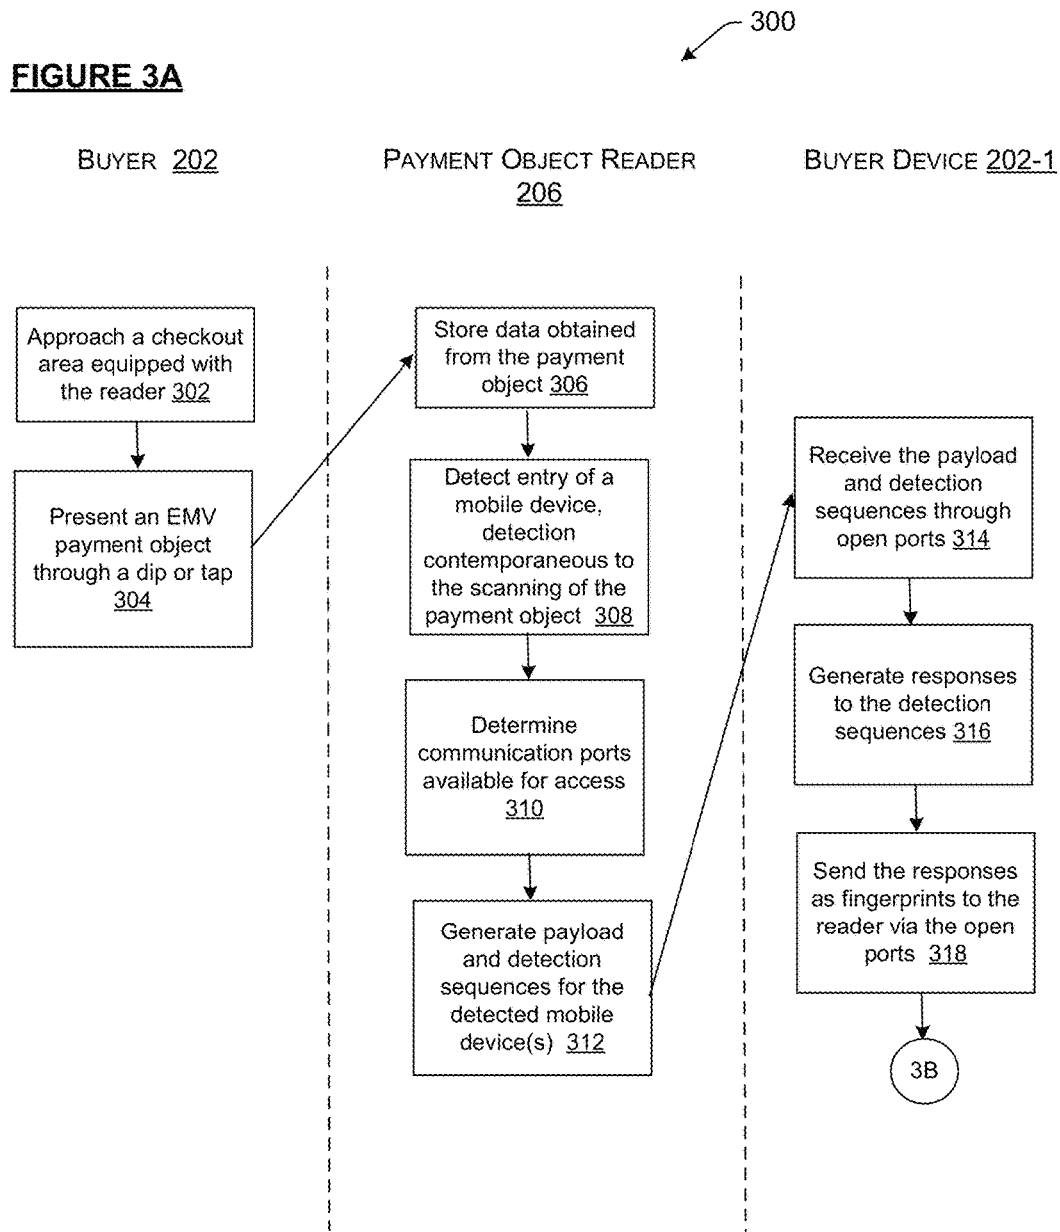 300
FIGURE 3A
BUYER 202
PAYMENT OBJECT READER
206
BUYER DEVICE 202-1
Approach a checkout
area equipped with
the reader 302
Present an EMV
payment object
through a dip or tap
304
Store data obtained
from the payment
object 306
Detect entry of a
mobile device,
detection
contemporaneous to
the scanning of the
payment object 308
Determine
communication ports
available for access
310
Generate payload
and detection
sequences for the
detected mobile
device(s) 312
Receive the payload
and detection
sequences through
open ports 314
Generate responses
to the detection
sequences 316
Send the responses
as fingerprints to the
reader via the open
ports 318
3B